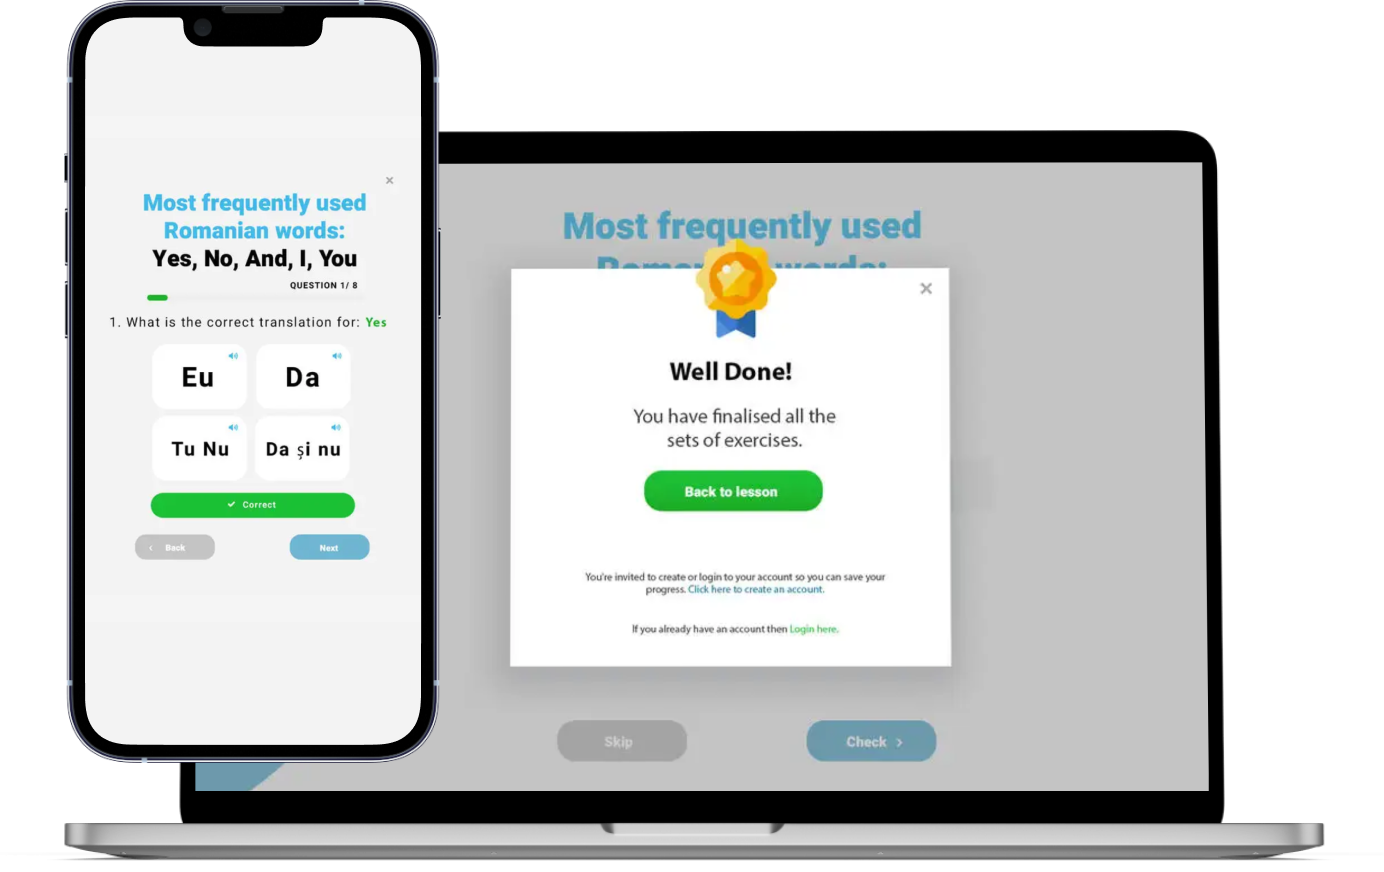 Most frequently used
Romanian words:
Yes, No, And, I, You
QUESTION 1/ 8
1. What is the correct translation for: Yes
Eu
Da
Tu Nu
Da și nu
Correct
Back
Next
Most frequently used
Romanian words:
Well Done!
You have finalised all the
sets of exercises.
Back to lesson
You're invited to create or login to your account so you can save your
progress. Click here to create an account.
If you already have an account then Login here.
Skip
Check